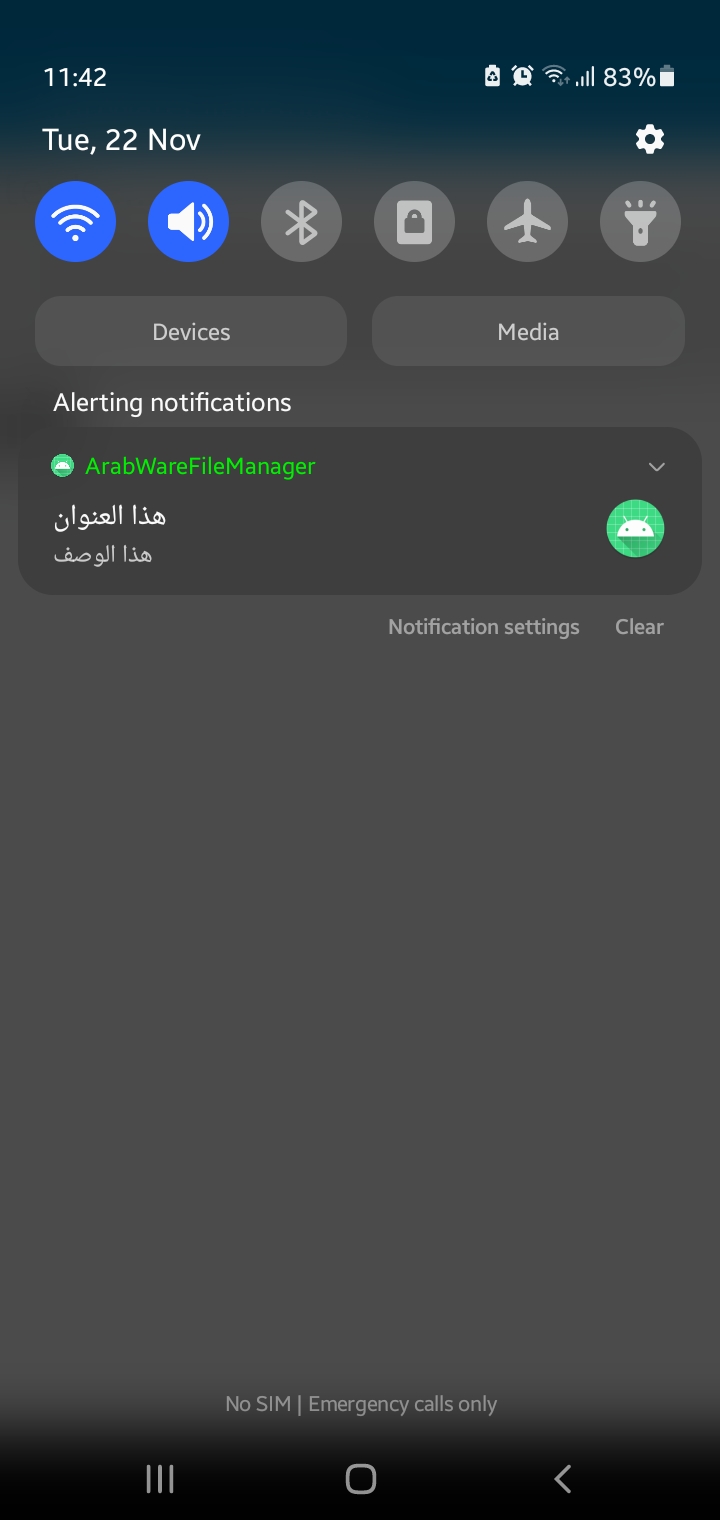 11:42
83%
Tue, 22 Nov
Devices
Media
Alerting notifications
ArabWareFileManager
هذا العنوان
هذا الوصف
Notification settings
Clear
No SIM | Emergency calls only